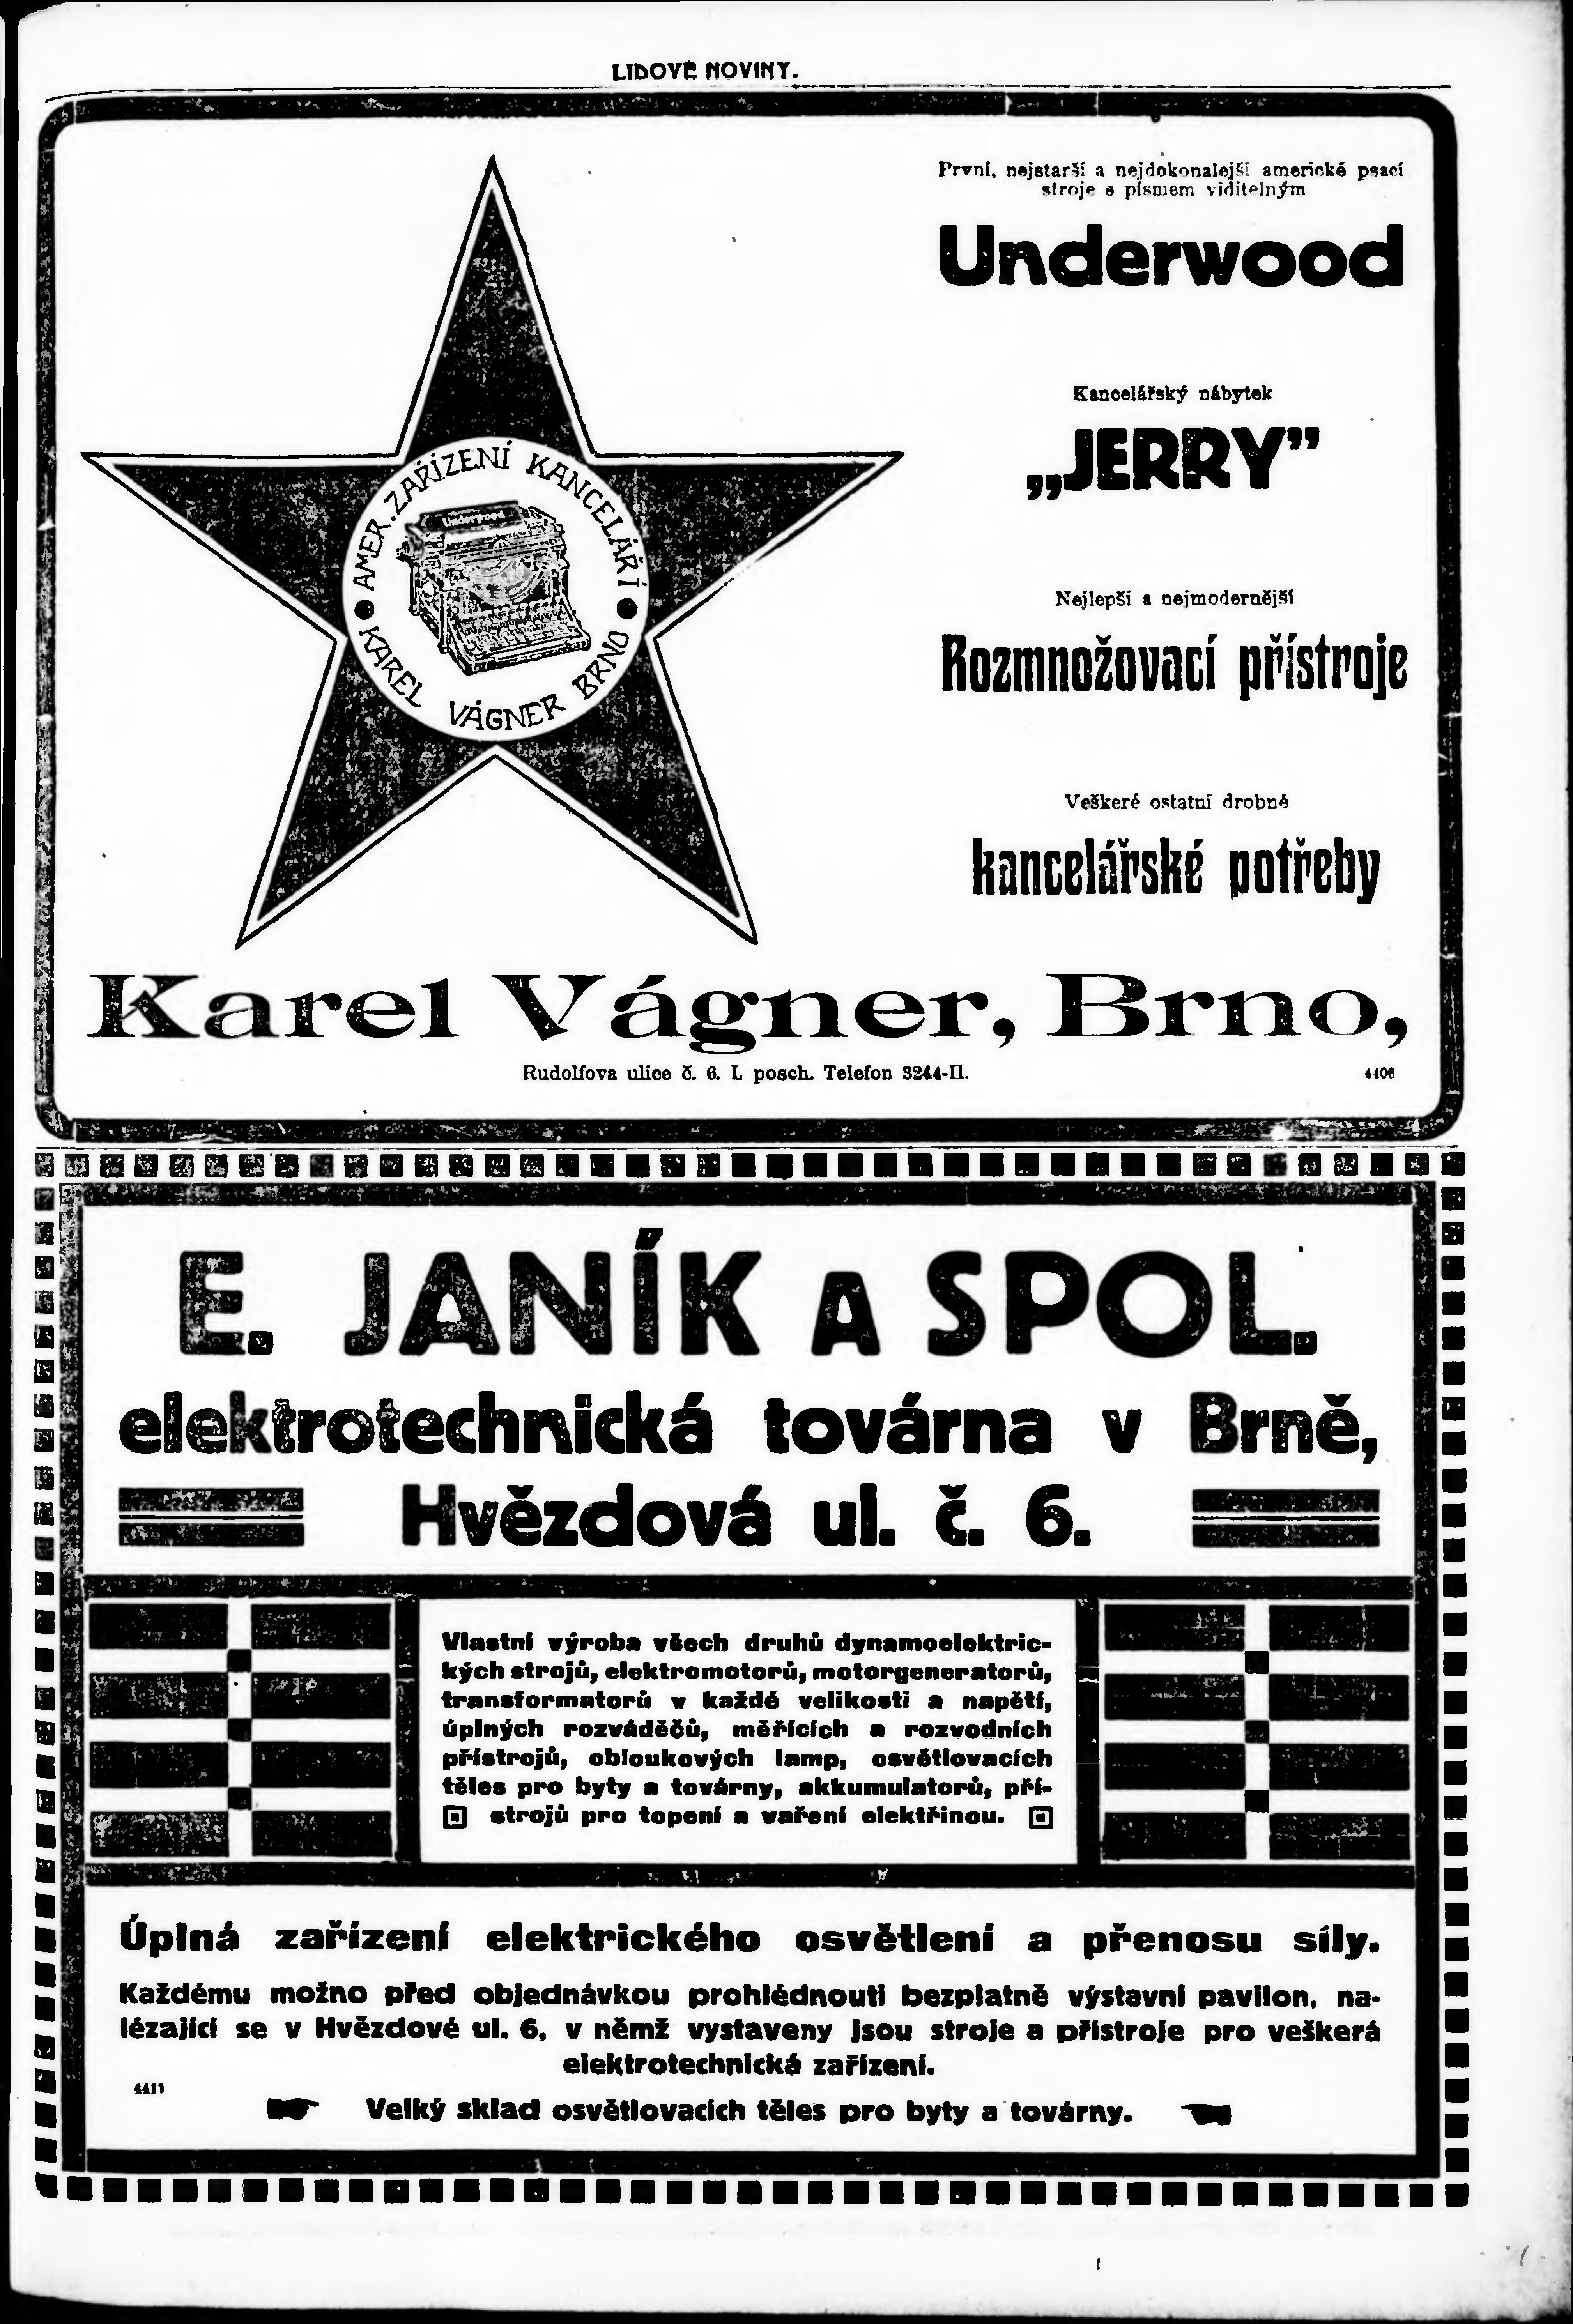 LIDOVÉ NOVINY.
První, nejstarší a nejdokonalejší americké psací
stroje s písmem viditelným
Underwood
Kancelářský nábytek
„JERRY”
Nejlepší a nejmodernější
Rozmnožovací přístroje
Veškeré ostatní drobné
kancelářské potřeby
AMER. ZAŘÍZENÍ KANCELÁŘÍ
Underwood
KAREL VÁGNER BRNO
Karel Vágner, Brno,
Rudolfova ulice č. 6. I. posch. Telefon 3244-II.
4406
E. JANÍK A SPOL.
elektrotechnická továrna v Brně,
Hvězdová ul. č. 6.
Vlastní výroba všech druhů dynamoelektric-
kých strojů, elektromotorů, motorgeneratorů,
transformatorů v každé velikosti a napětí,
úplných rozváděčů, měřících a rozvodních
přístrojů, obloukových lamp, osvětlovacích
těles pro byty a továrny, akkumulatorů, pří-
strojů pro topení a vaření elektřinou.
Úplná zařízení elektrického osvětlení a přenosu síly.
Každému možno před objednávkou prohlédnouti bezplatně výstavní pavilon, na-
lézající se v Hvězdové ul. 6, v němž vystaveny jsou stroje a přístroje pro veškerá
elektrotechnická zařízení.
4411
Velký sklad osvětlovacích těles pro byty a továrny.